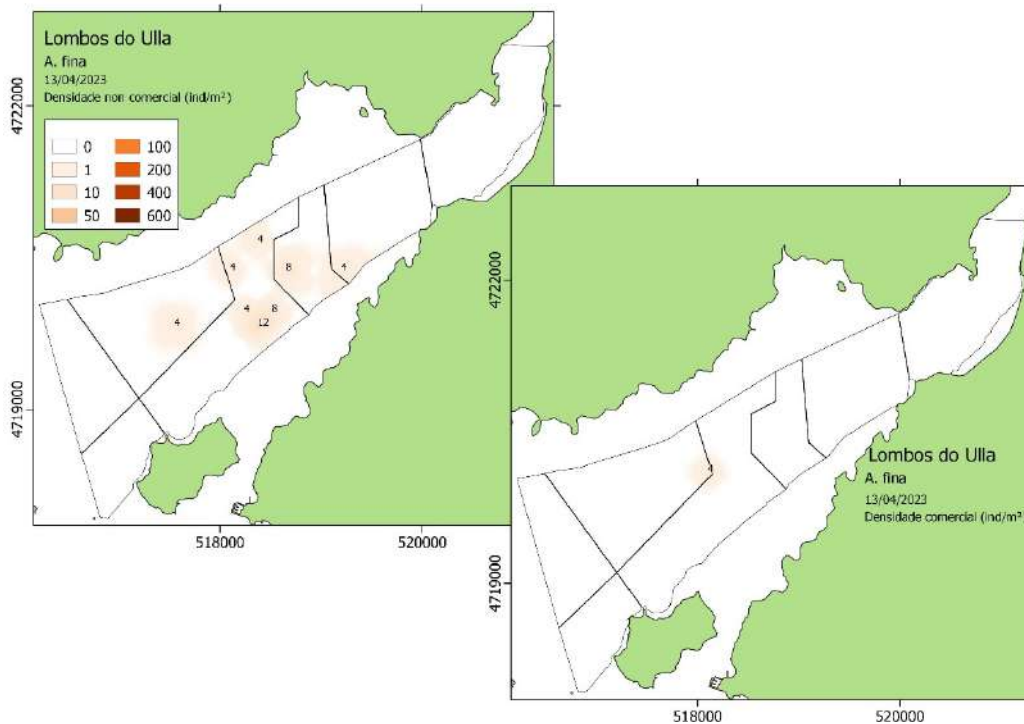 Lombos do Ulla
A. fina
13/04/2023
Densidade non comercial (ind/m²)
0 100
1 200
10 400
50 600
4722000
4719000
4
4 8 4
4 8
4 12
518000 520000
4722000
4719000
4
Lombos do Ulla
A. fina
13/04/2023
Densidade comercial (ind/m²
518000 520000